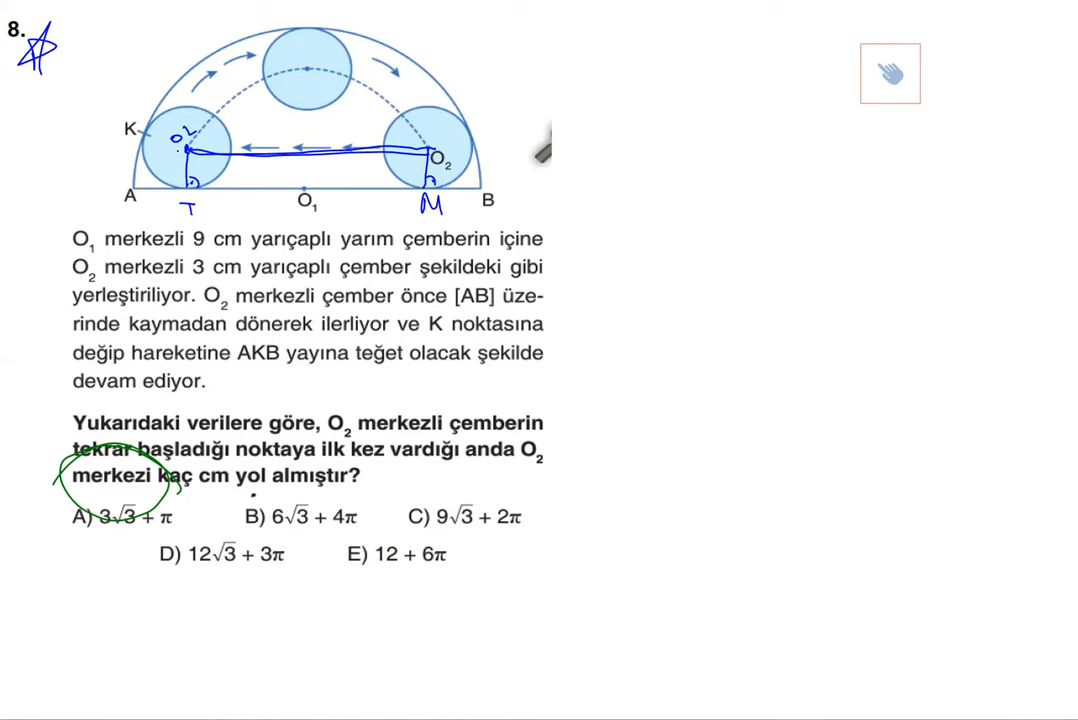 8.
K
O2
O₂
A
T
O₁
M
B
O₁ merkezli 9 cm yarıçaplı yarım çemberin içine
O₂ merkezli 3 cm yarıçaplı çember şekildeki gibi
yerleştiriliyor. O₂ merkezli çember önce [AB] üze-
rinde kaymadan dönerek ilerliyor ve K noktasına
değip hareketine AKB yayına teğet olacak şekilde
devam ediyor.
Yukarıdaki verilere göre, O₂ merkezli çemberin
tekrar başladığı noktaya ilk kez vardığı anda O₂
merkezi kaç cm yol almıştır?
A) 3√3 + π B) 6√3 + 4π C) 9√3 + 2π
D) 12√3 + 3π E) 12 + 6π